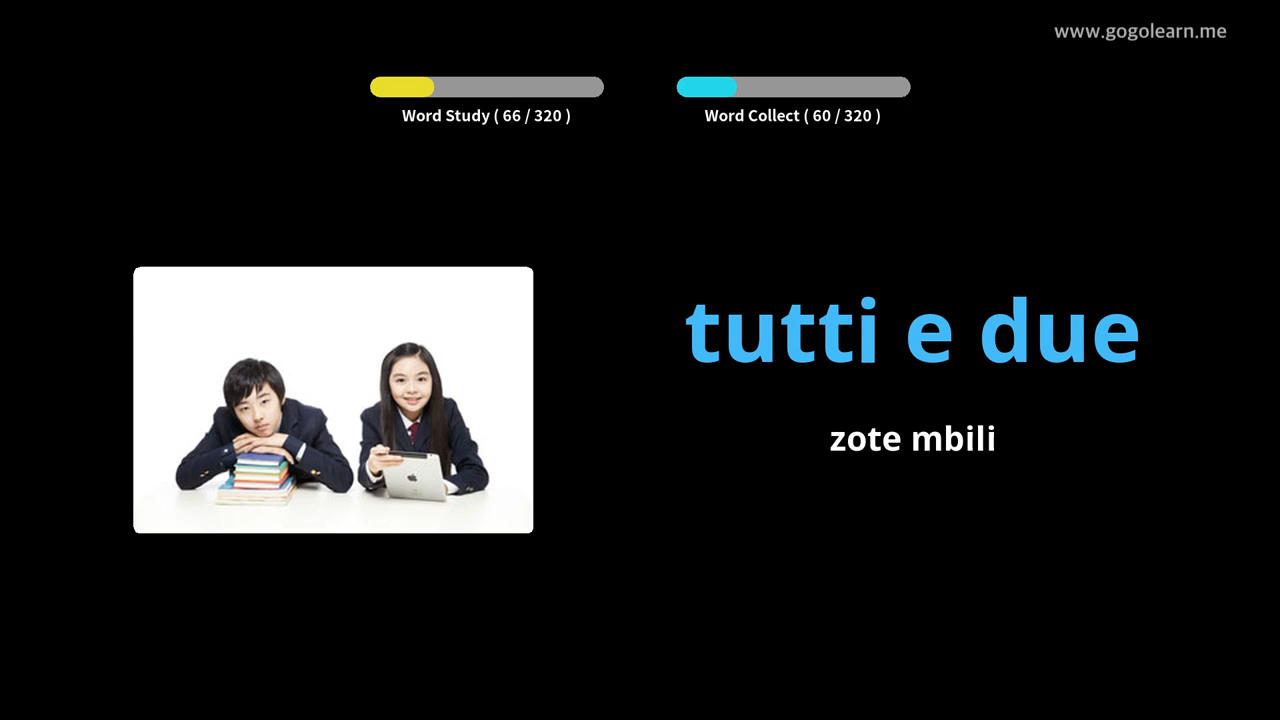 www.gogolearn.me
Word Study ( 66 / 320 )
Word Collect ( 60 / 320 )
tutti e due
zote mbili